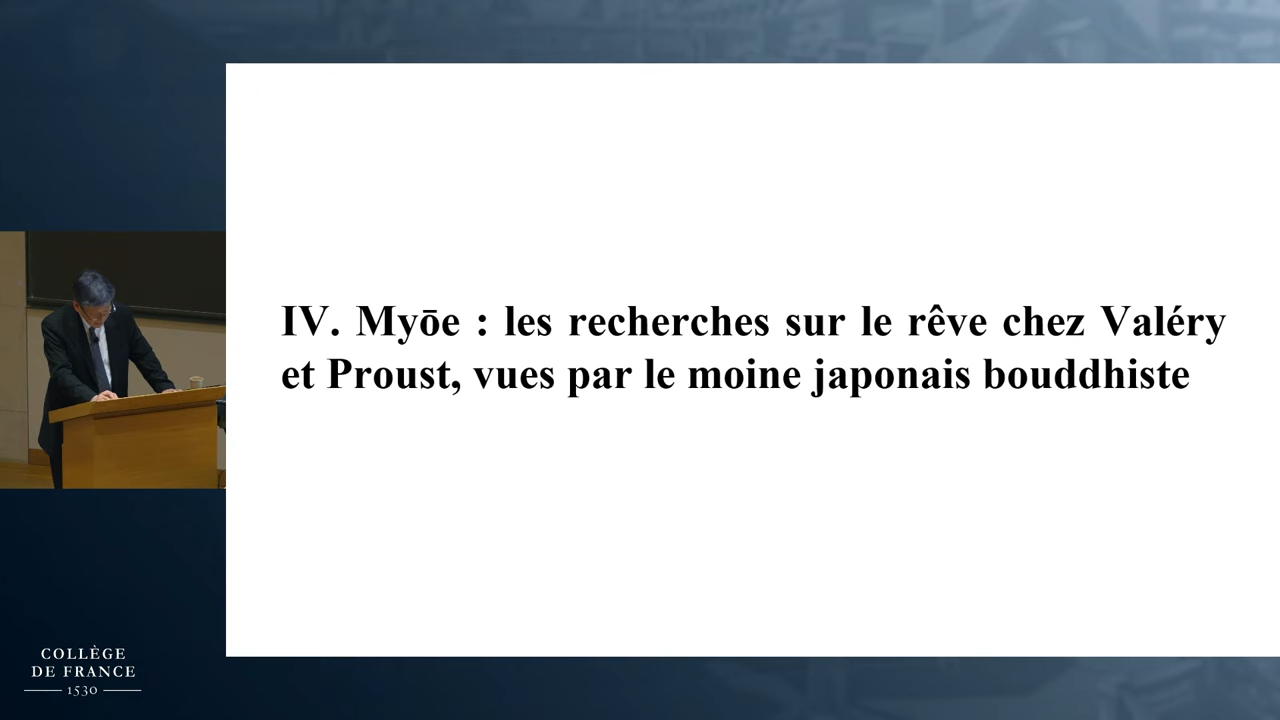 IV. Myōe : les recherches sur le rêve chez Valéry
et Proust, vues par le moine japonais bouddhiste
COLLÈGE
DE FRANCE
1530